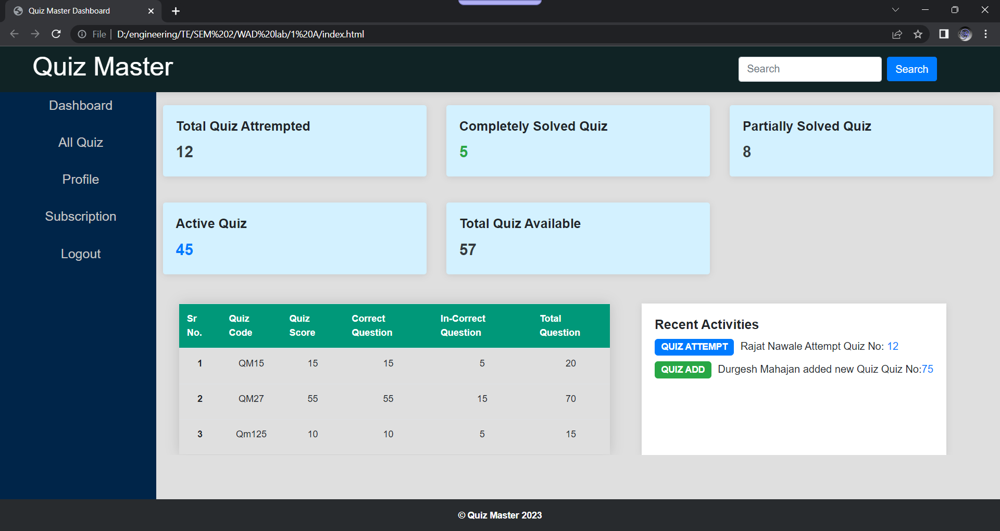 Quiz Master Dashboard
File
D:/engineering/TE/SEM%202/WAD%20lab/1%20A/index.html
Quiz Master
Search
Search
Dashboard
All Quiz
Profile
Subscription
Logout
Total Quiz Attrempted
12
Completely Solved Quiz
5
Partially Solved Quiz
8
Active Quiz
45
Total Quiz Available
57
Sr No. Quiz Code Quiz Score Correct Question In-Correct Question Total Question
1 QM15 15 15 5 20
2 QM27 55 55 15 70
3 Qm125 10 10 5 15
Recent Activities
QUIZ ATTEMPT Rajat Nawale Attempt Quiz No: 12
QUIZ ADD Durgesh Mahajan added new Quiz Quiz No:75
© Quiz Master 2023